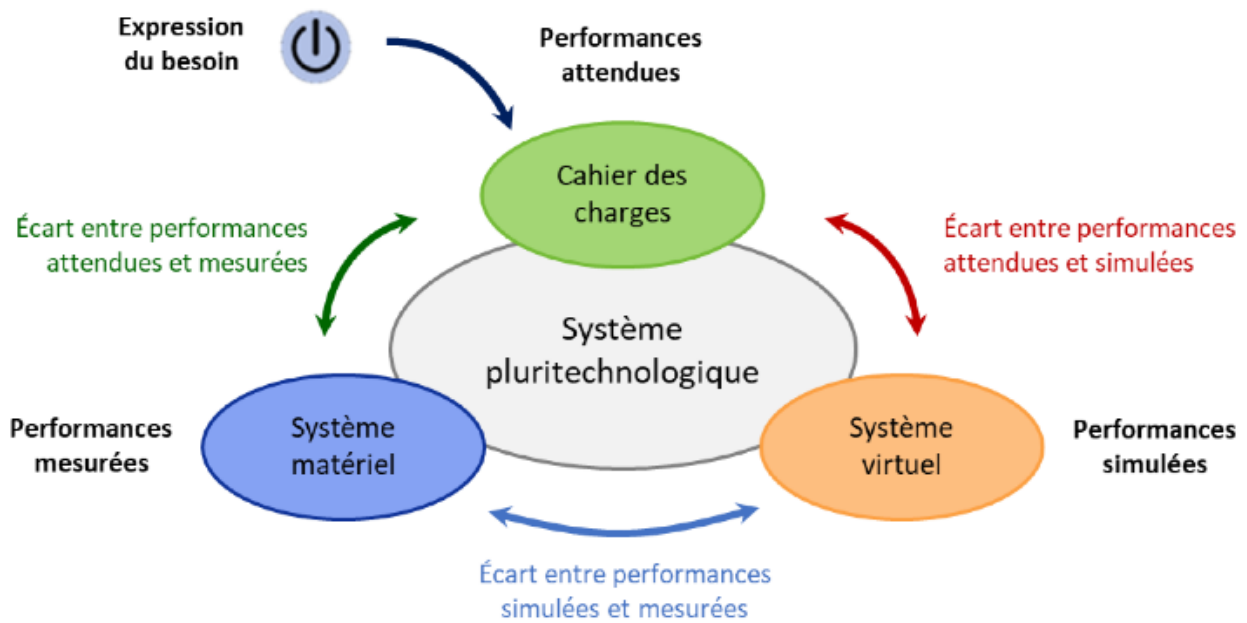 Expression
du besoin
Performances
attendues
Cahier des
charges
Écart entre performances
attendues et mesurées
Écart entre performances
attendues et simulées
Système
pluritechnologique
Performances
mesurées
Système
matériel
Système
virtuel
Performances
simulées
Écart entre performances
simulées et mesurées